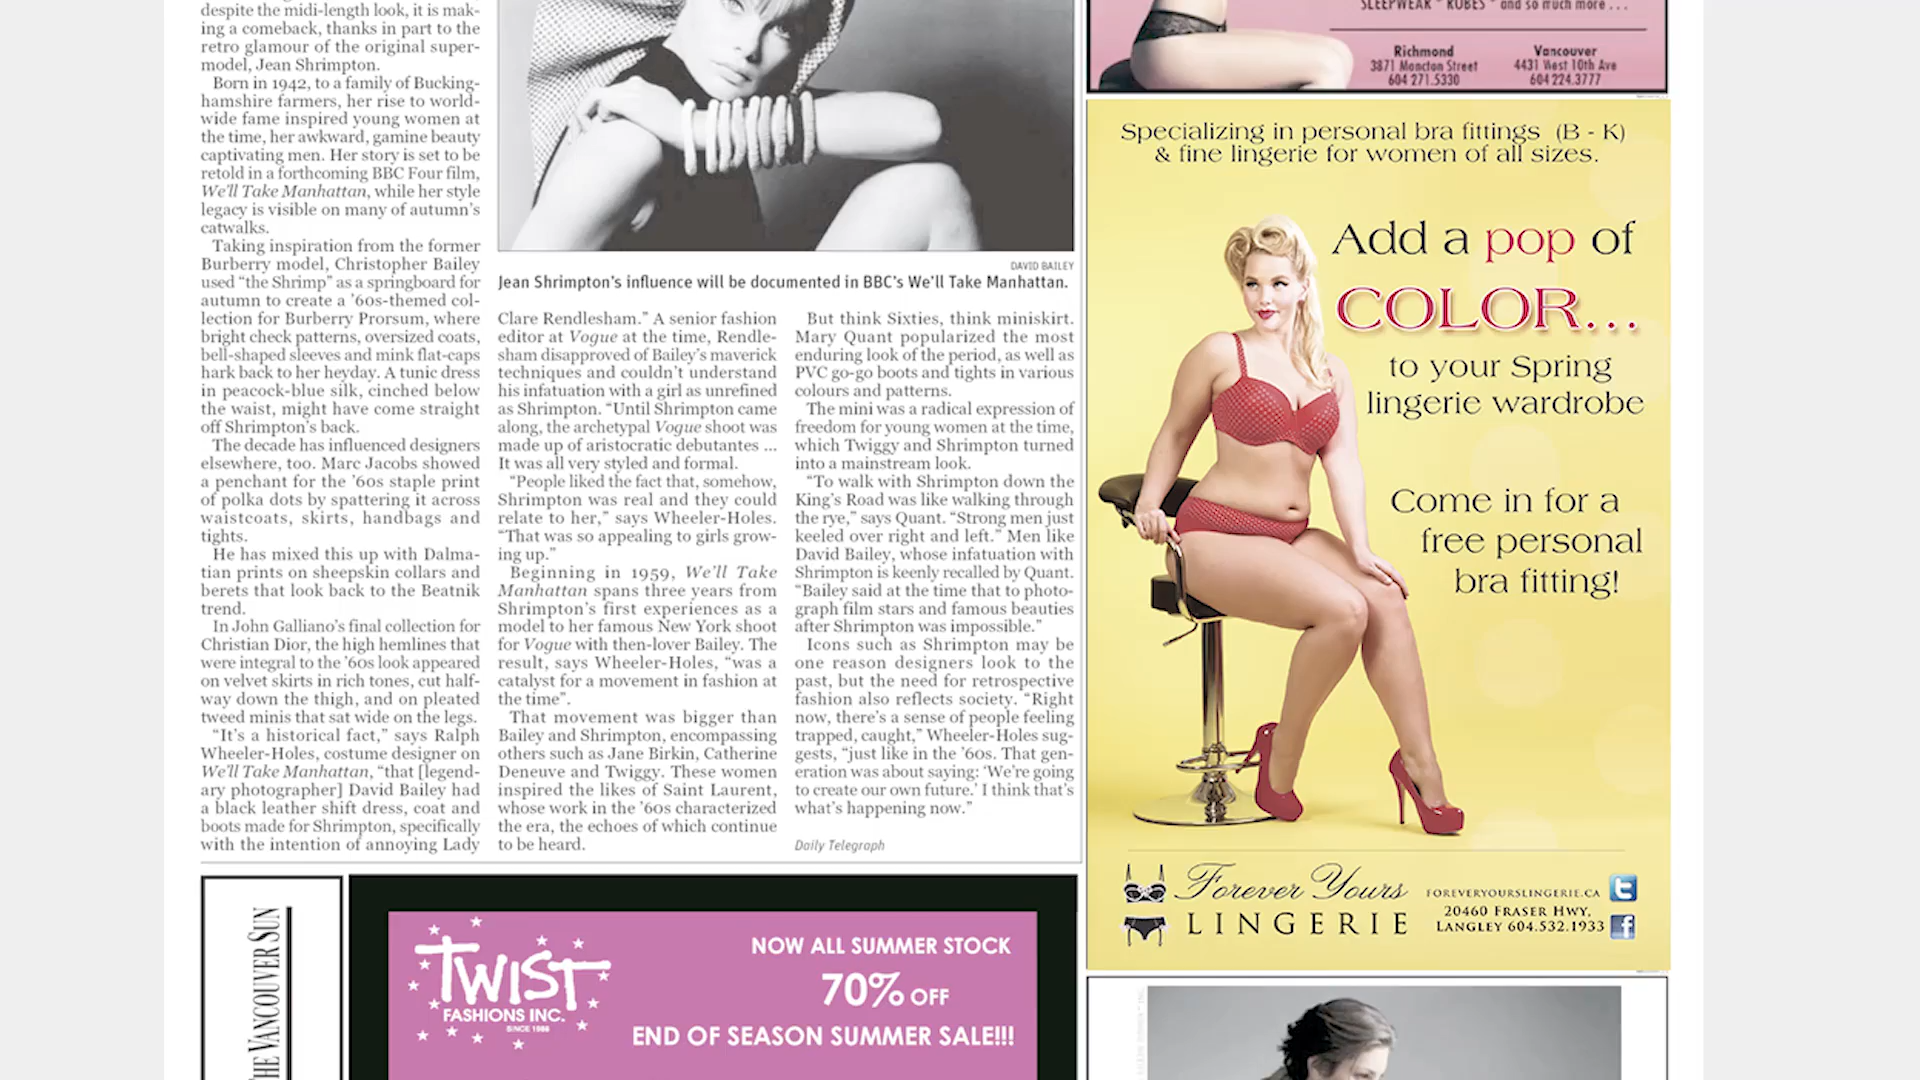 despite the midi-length look, it is mak-
ing a comeback, thanks in part to the
retro glamour of the original super-
model, Jean Shrimpton.
Born in 1942, to a family of Bucking-
hamshire farmers, her rise to world-
wide fame inspired young women at
the time, her awkward, gamine beauty
captivating men. Her story is set to be
retold in a forthcoming BBC Four film,
We'll Take Manhattan, while her style
legacy is visible on many of autumn's
catwalks.
Taking inspiration from the former
Burberry model, Christopher Bailey
used “the Shrimp” as a springboard for
autumn to create a ’60s-themed col-
lection for Burberry Prorsum, where
bright check patterns, oversized coats,
bell-shaped sleeves and mink flat-caps
hark back to her heyday. A tunic dress
in peacock-blue silk, cinched below
the waist, might have come straight
off Shrimpton's back.
The decade has influenced designers
elsewhere, too. Marc Jacobs showed
a penchant for the ’60s staple print
of polka dots by spattering it across
waistcoats, skirts, handbags and
tights.
He has mixed this up with Dalma-
tian prints on sheepskin collars and
berets that look back to the Beatnik
trend.
In John Galliano's final collection for
Christian Dior, the high hemlines that
were integral to the ’60s look appeared
on velvet skirts in rich tones, cut half-
way down the thigh, and on pleated
tweed minis that sat wide on the legs.
“It's a historical fact,” says Ralph
Wheeler-Holes, costume designer on
We'll Take Manhattan, “that [legend-
ary photographer] David Bailey had
a black leather shift dress, coat and
boots made for Shrimpton, specifically
with the intention of annoying Lady
DAVID BAILEY
Jean Shrimpton's influence will be documented in BBC's We'll Take Manhattan.
Clare Rendlesham.” A senior fashion
editor at Vogue at the time, Rendle-
sham disapproved of Bailey's maverick
techniques and couldn't understand
his infatuation with a girl as unrefined
as Shrimpton. “Until Shrimpton came
along, the archetypal Vogue shoot was
made up of aristocratic debutantes ...
It was all very styled and formal.
“People liked the fact that, somehow,
Shrimpton was real and they could
relate to her,” says Wheeler-Holes.
“That was so appealing to girls grow-
ing up.”
Beginning in 1959, We'll Take
Manhattan spans three years from
Shrimpton's first experiences as a
model to her famous New York shoot
for Vogue with then-lover Bailey. The
result, says Wheeler-Holes, “was a
catalyst for a movement in fashion at
the time”.
That movement was bigger than
Bailey and Shrimpton, encompassing
others such as Jane Birkin, Catherine
Deneuve and Twiggy. These women
inspired the likes of Saint Laurent,
whose work in the ’60s characterized
the era, the echoes of which continue
to be heard.
But think Sixties, think miniskirt.
Mary Quant popularized the most
enduring look of the period, as well as
PVC go-go boots and tights in various
colours and patterns.
The mini was a radical expression of
freedom for young women at the time,
which Twiggy and Shrimpton turned
into a mainstream look.
“To walk with Shrimpton down the
King's Road was like walking through
the rye,” says Quant. “Strong men just
keeled over right and left.” Men like
David Bailey, whose infatuation with
Shrimpton is keenly recalled by Quant.
“Bailey said at the time that to photo-
graph film stars and famous beauties
after Shrimpton was impossible.”
Icons such as Shrimpton may be
one reason designers look to the
past, but the need for retrospective
fashion also reflects society. “Right
now, there's a sense of people feeling
trapped, caught,” Wheeler-Holes sug-
gests, “just like in the ’60s. That gen-
eration was about saying: ‘We're going
to create our own future.’ I think that's
what's happening now.”
Daily Telegraph
SLEEPWEAR * ROBES * and so much more . . .
Richmond
3871 Moncton Street
604 271.5330
Vancouver
4431 West 10th Ave
604 224.3777
Specializing in personal bra fittings (B - K)
& fine lingerie for women of all sizes.
Add a pop of
COLOR...
to your Spring
lingerie wardrobe
Come in for a
free personal
bra fitting!
Forever Yours
LINGERIE
FOREVERYOURSLINGERIE.CA
20460 FRASER HWY,
LANGLEY 604.532.1933
THE VANCOUVER SUN
TWIST
FASHIONS INC.
SINCE 1986
NOW ALL SUMMER STOCK
70% OFF
END OF SEASON SUMMER SALE!!!